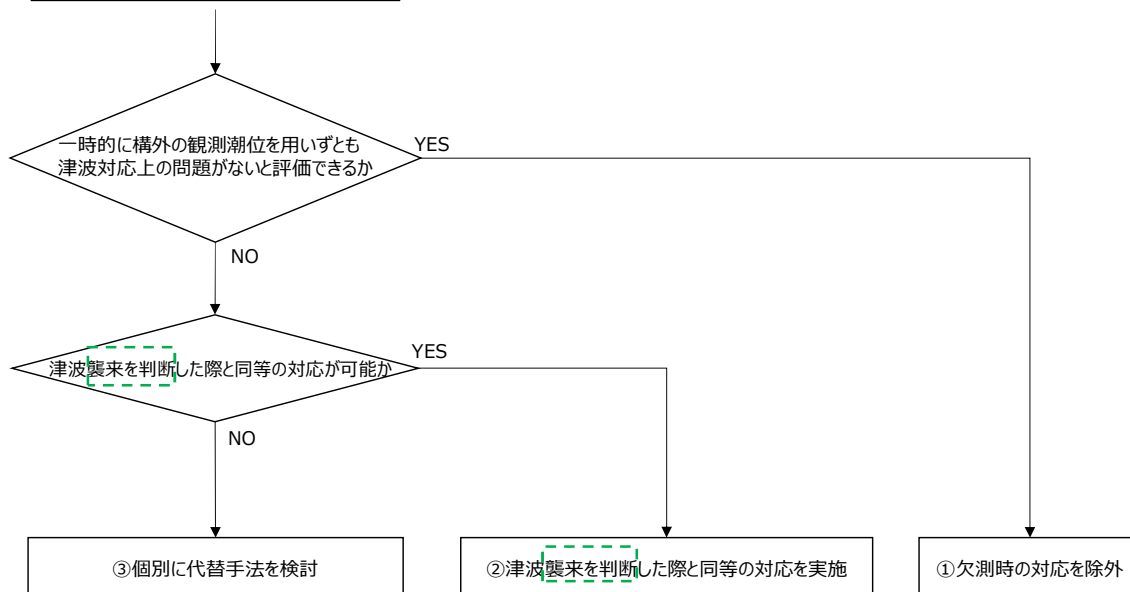 一時的に構外の観測潮位を用いずとも
津波対応上の問題がないと評価できるか
YES
NO
津波襲来を判断した際と同等の対応が可能か
YES
NO
③個別に代替手法を検討
②津波襲来を判断した際と同等の対応を実施
①欠測時の対応を除外